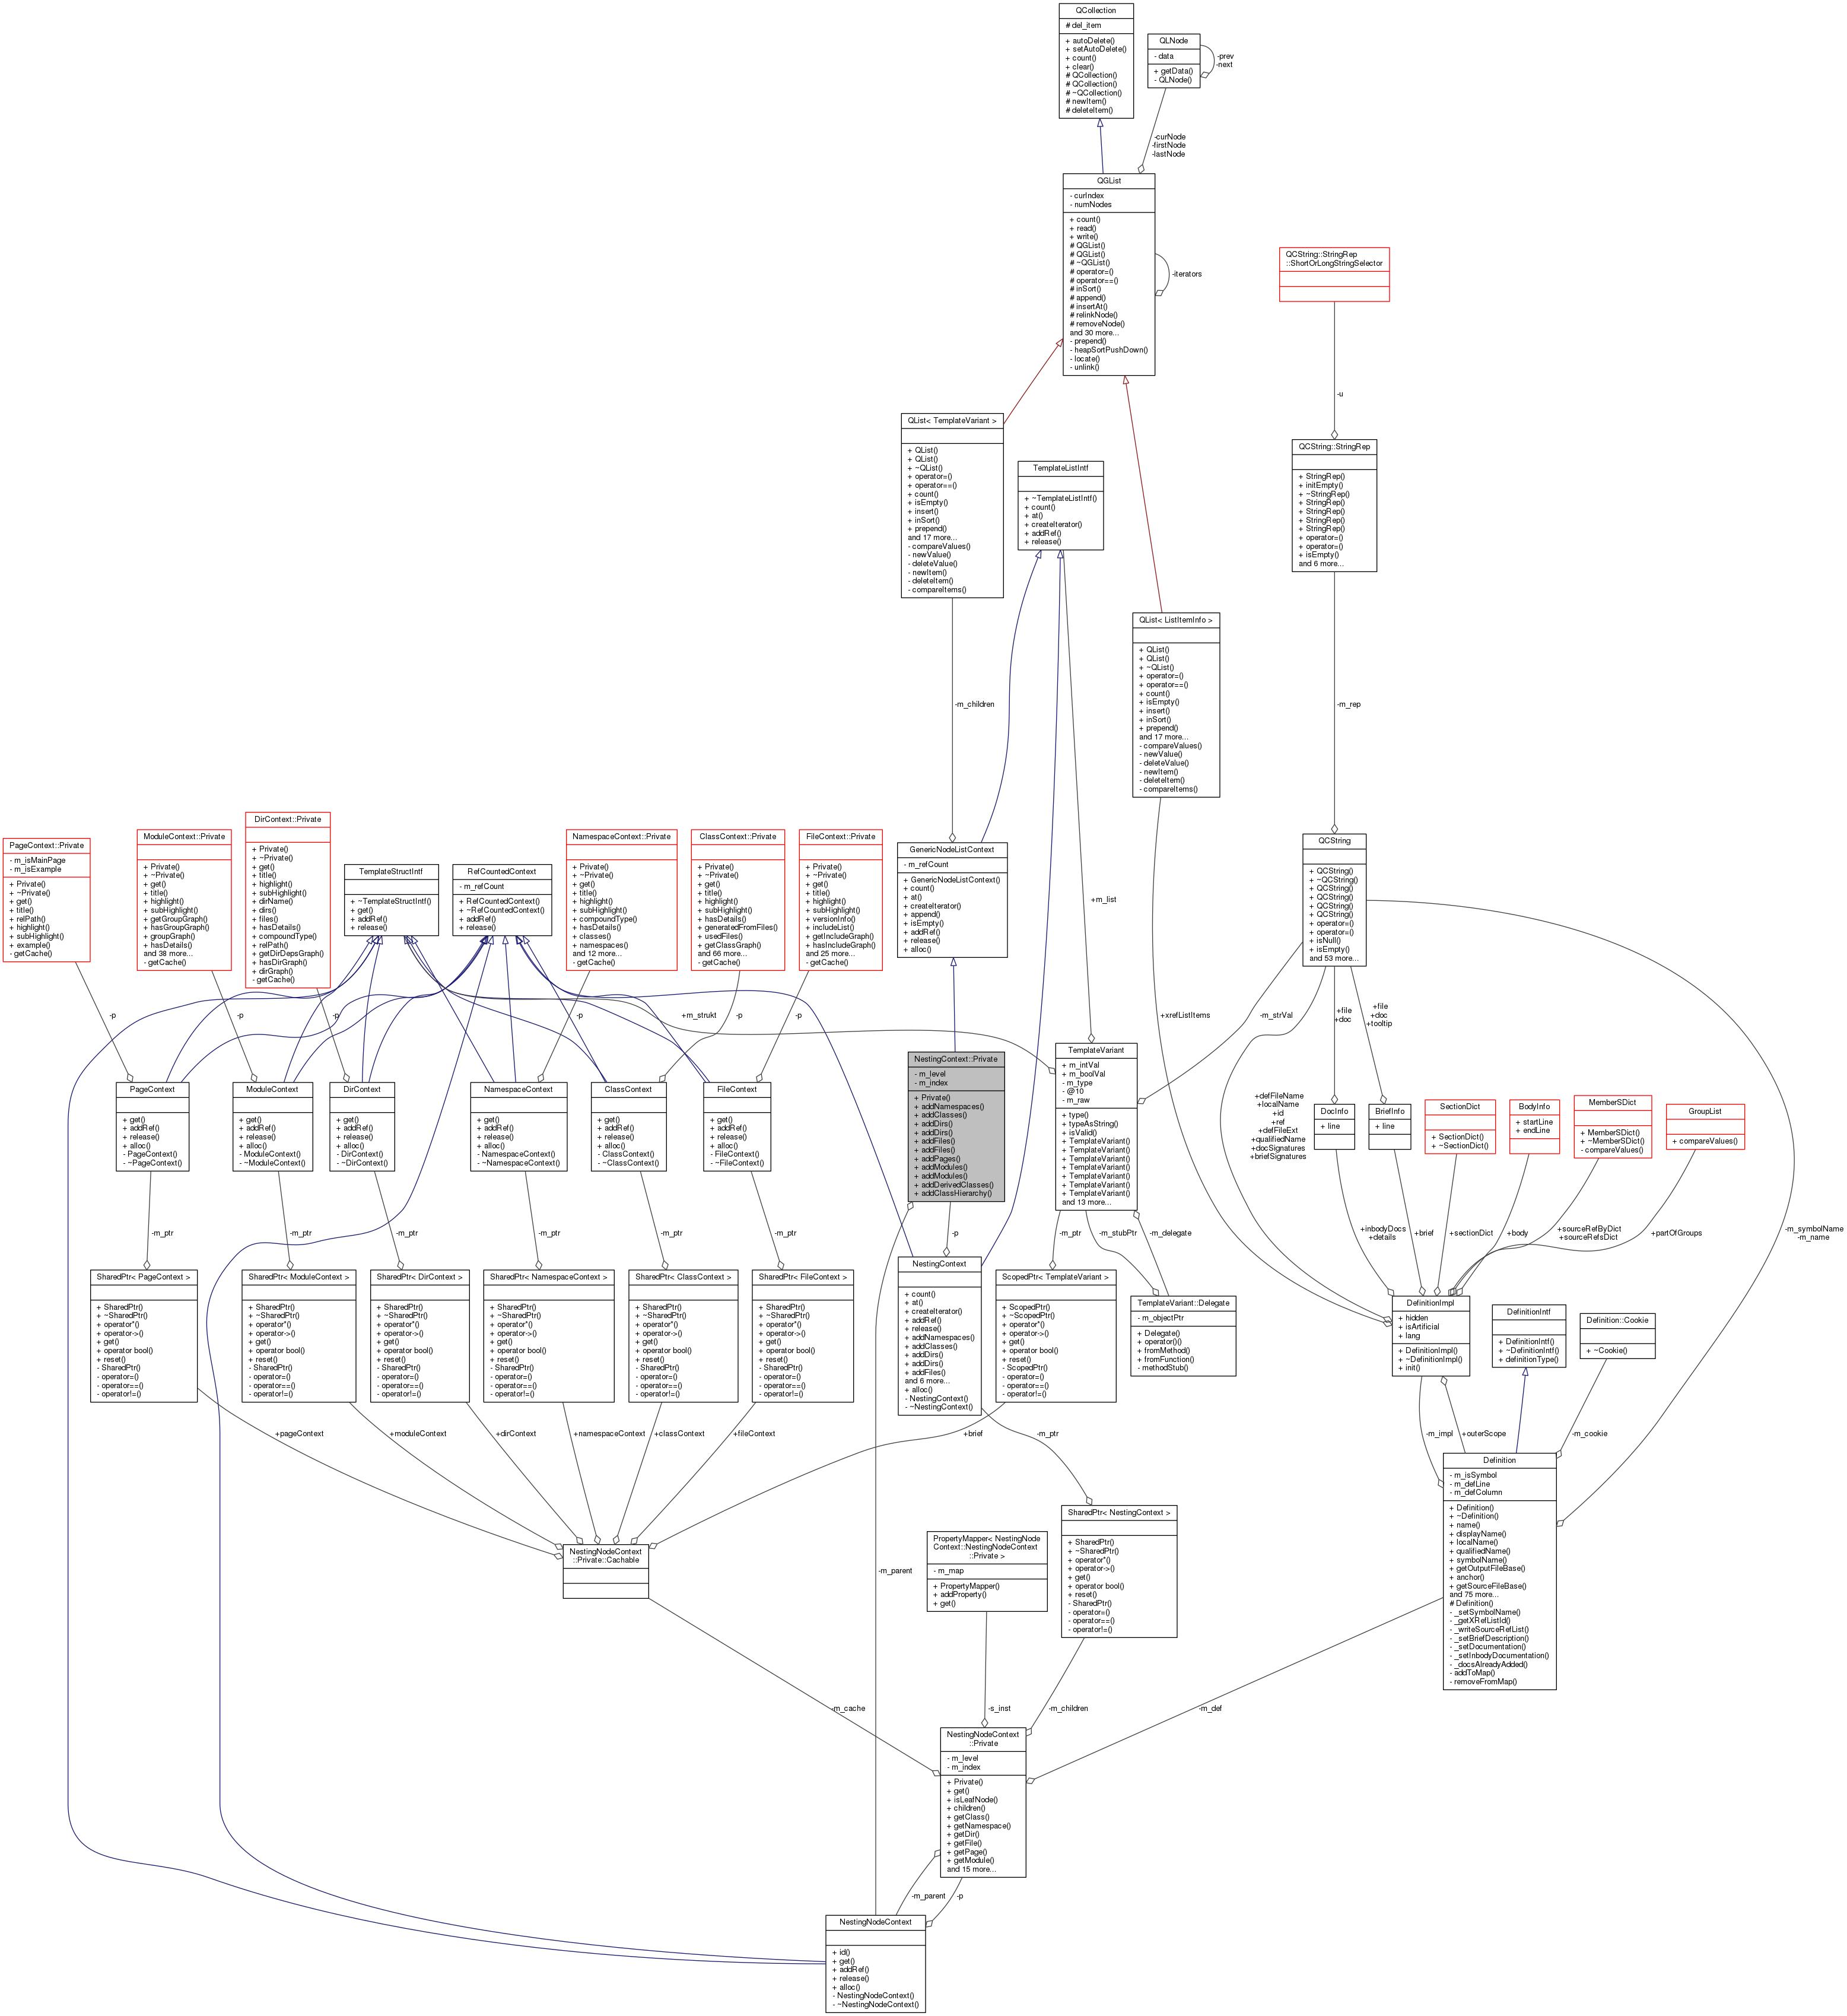 QCollection
# del_item
+ autoDelete()
+ setAutoDelete()
+ count()
+ clear()
# QCollection()
# QCollection()
# ~QCollection()
# newItem()
# deleteItem()
QLNode
- data
+ getData()
- QLNode()
-prev
-next
-curNode
-firstNode
-lastNode
QGList
- curIndex
- numNodes
+ count()
+ read()
+ write()
# QGList()
# QGList()
# ~QGList()
# operator=()
# operator==()
# inSort()
# append()
# insertAt()
# relinkNode()
# removeNode()
and 30 more...
- prepend()
- heapSortPushDown()
- locate()
- unlink()
-iterators
QCString::StringRep
::ShortOrLongStringSelector
-u
QList< TemplateVariant >
+ QList()
+ QList()
+ ~QList()
+ operator=()
+ operator==()
+ count()
+ isEmpty()
+ insert()
+ inSort()
+ prepend()
and 17 more...
- compareValues()
- newValue()
- deleteValue()
- newItem()
- deleteItem()
- compareItems()
TemplateListIntf
+ ~TemplateListIntf()
+ count()
+ at()
+ createIterator()
+ addRef()
+ release()
QCString::StringRep
+ StringRep()
+ initEmpty()
+ ~StringRep()
+ StringRep()
+ StringRep()
+ StringRep()
+ StringRep()
+ operator=()
+ operator=()
+ isEmpty()
and 6 more...
QList< ListItemInfo >
+ QList()
+ QList()
+ ~QList()
+ operator=()
+ operator==()
+ count()
+ isEmpty()
+ insert()
+ inSort()
+ prepend()
and 17 more...
- compareValues()
- newValue()
- deleteValue()
- newItem()
- deleteItem()
- compareItems()
-m_children
-m_rep
PageContext::Private
- m_isMainPage
- m_isExample
+ Private()
+ ~Private()
+ get()
+ title()
+ relPath()
+ highlight()
+ subHighlight()
+ example()
- getCache()
ModuleContext::Private
+ Private()
+ ~Private()
+ get()
+ title()
+ highlight()
+ subHighlight()
+ getGroupGraph()
+ hasGroupGraph()
+ groupGraph()
+ hasDetails()
and 38 more...
- getCache()
DirContext::Private
+ Private()
+ ~Private()
+ get()
+ title()
+ highlight()
+ subHighlight()
+ dirName()
+ dirs()
+ files()
+ hasDetails()
+ compoundType()
+ relPath()
+ getDirDepsGraph()
+ hasDirGraph()
+ dirGraph()
- getCache()
TemplateStructIntf
+ ~TemplateStructIntf()
+ get()
+ addRef()
+ release()
RefCountedContext
- m_refCount
+ RefCountedContext()
+ ~RefCountedContext()
+ addRef()
+ release()
NamespaceContext::Private
+ Private()
+ ~Private()
+ get()
+ title()
+ highlight()
+ subHighlight()
+ compoundType()
+ hasDetails()
+ classes()
+ namespaces()
and 12 more...
- getCache()
ClassContext::Private
+ Private()
+ ~Private()
+ get()
+ title()
+ highlight()
+ subHighlight()
+ hasDetails()
+ generatedFromFiles()
+ usedFiles()
+ getClassGraph()
and 66 more...
- getCache()
FileContext::Private
+ Private()
+ ~Private()
+ get()
+ title()
+ highlight()
+ subHighlight()
+ versionInfo()
+ includeList()
+ getIncludeGraph()
+ hasIncludeGraph()
and 25 more...
- getCache()
GenericNodeListContext
- m_refCount
+ GenericNodeListContext()
+ count()
+ at()
+ createIterator()
+ append()
+ isEmpty()
+ addRef()
+ release()
+ alloc()
+m_list
QCString
+ QCString()
+ ~QCString()
+ QCString()
+ QCString()
+ QCString()
+ QCString()
+ operator=()
+ operator=()
+ isNull()
+ isEmpty()
and 53 more...
-p
-p
-p
-p
-p
-p
+m_strukt
+xrefListItems
-m_strVal
+file
+doc
+file
+doc
+tooltip
PageContext
+ get()
+ addRef()
+ release()
+ alloc()
- PageContext()
- ~PageContext()
ModuleContext
+ get()
+ addRef()
+ release()
+ alloc()
- ModuleContext()
- ~ModuleContext()
DirContext
+ get()
+ addRef()
+ release()
+ alloc()
- DirContext()
- ~DirContext()
NamespaceContext
+ get()
+ addRef()
+ release()
+ alloc()
- NamespaceContext()
- ~NamespaceContext()
ClassContext
+ get()
+ addRef()
+ release()
+ alloc()
- ClassContext()
- ~ClassContext()
FileContext
+ get()
+ addRef()
+ release()
+ alloc()
- FileContext()
- ~FileContext()
NestingContext::Private
- m_level
- m_index
+ Private()
+ addNamespaces()
+ addClasses()
+ addDirs()
+ addDirs()
+ addFiles()
+ addFiles()
+ addPages()
+ addModules()
+ addModules()
+ addDerivedClasses()
+ addClassHierarchy()
TemplateVariant
+ m_intVal
+ m_boolVal
- m_type
- @10
- m_raw
+ type()
+ typeAsString()
+ isValid()
+ TemplateVariant()
+ TemplateVariant()
+ TemplateVariant()
+ TemplateVariant()
+ TemplateVariant()
+ TemplateVariant()
+ TemplateVariant()
and 13 more...
+defFileName
+localName
+id
+ref
+defFileExt
+qualifiedName
+docSignatures
+briefSignatures
DocInfo
+ line
BriefInfo
+ line
SectionDict
+ SectionDict()
+ ~SectionDict()
BodyInfo
+ startLine
+ endLine
MemberSDict
+ MemberSDict()
+ ~MemberSDict()
- compareValues()
GroupList
+ compareValues()
-m_ptr
-m_ptr
-m_ptr
-m_ptr
-m_ptr
-m_ptr
-p
-m_ptr
-m_stubPtr
-m_delegate
+inbodyDocs
+details
+brief
+sectionDict
+body
+sourceRefByDict
+sourceRefsDict
+partOfGroups
-m_symbolName
-m_name
SharedPtr< PageContext >
+ SharedPtr()
+ ~SharedPtr()
+ operator*()
+ operator->()
+ get()
+ operator bool()
+ reset()
- SharedPtr()
- operator=()
- operator==()
- operator!=()
SharedPtr< ModuleContext >
+ SharedPtr()
+ ~SharedPtr()
+ operator*()
+ operator->()
+ get()
+ operator bool()
+ reset()
- SharedPtr()
- operator=()
- operator==()
- operator!=()
SharedPtr< DirContext >
+ SharedPtr()
+ ~SharedPtr()
+ operator*()
+ operator->()
+ get()
+ operator bool()
+ reset()
- SharedPtr()
- operator=()
- operator==()
- operator!=()
SharedPtr< NamespaceContext >
+ SharedPtr()
+ ~SharedPtr()
+ operator*()
+ operator->()
+ get()
+ operator bool()
+ reset()
- SharedPtr()
- operator=()
- operator==()
- operator!=()
SharedPtr< ClassContext >
+ SharedPtr()
+ ~SharedPtr()
+ operator*()
+ operator->()
+ get()
+ operator bool()
+ reset()
- SharedPtr()
- operator=()
- operator==()
- operator!=()
SharedPtr< FileContext >
+ SharedPtr()
+ ~SharedPtr()
+ operator*()
+ operator->()
+ get()
+ operator bool()
+ reset()
- SharedPtr()
- operator=()
- operator==()
- operator!=()
NestingContext
+ count()
+ at()
+ createIterator()
+ addRef()
+ release()
+ addNamespaces()
+ addClasses()
+ addDirs()
+ addDirs()
+ addFiles()
and 6 more...
+ alloc()
- NestingContext()
- ~NestingContext()
ScopedPtr< TemplateVariant >
+ ScopedPtr()
+ ~ScopedPtr()
+ operator*()
+ operator->()
+ get()
+ operator bool()
+ reset()
- ScopedPtr()
- operator=()
- operator==()
- operator!=()
TemplateVariant::Delegate
- m_objectPtr
+ Delegate()
+ operator()()
+ fromMethod()
+ fromFunction()
- methodStub()
DefinitionImpl
+ hidden
+ isArtificial
+ lang
+ DefinitionImpl()
+ ~DefinitionImpl()
+ init()
DefinitionIntf
+ DefinitionIntf()
+ ~DefinitionIntf()
+ definitionType()
Definition::Cookie
+ ~Cookie()
+pageContext
+moduleContext
+dirContext
+namespaceContext
+classContext
+fileContext
+brief
-m_ptr
-m_impl
+outerScope
-m_cookie
Definition
- m_isSymbol
- m_defLine
- m_defColumn
+ Definition()
+ ~Definition()
+ name()
+ displayName()
+ localName()
+ qualifiedName()
+ symbolName()
+ getOutputFileBase()
+ anchor()
+ getSourceFileBase()
and 75 more...
# Definition()
- _setSymbolName()
- _getXRefListId()
- _writeSourceRefList()
- _setBriefDescription()
- _setDocumentation()
- _setInbodyDocumentation()
- _docsAlreadyAdded()
- addToMap()
- removeFromMap()
NestingNodeContext
::Private::Cachable
-m_parent
PropertyMapper< NestingNode
Context::NestingNodeContext
::Private >
- m_map
+ PropertyMapper()
+ addProperty()
+ get()
SharedPtr< NestingContext >
+ SharedPtr()
+ ~SharedPtr()
+ operator*()
+ operator->()
+ get()
+ operator bool()
+ reset()
- SharedPtr()
- operator=()
- operator==()
- operator!=()
-m_cache
-s_inst
-m_children
-m_def
NestingNodeContext
::Private
- m_level
- m_index
+ Private()
+ get()
+ isLeafNode()
+ children()
+ getClass()
+ getNamespace()
+ getDir()
+ getFile()
+ getPage()
+ getModule()
and 15 more...
-m_parent
-p
NestingNodeContext
+ id()
+ get()
+ addRef()
+ release()
+ alloc()
- NestingNodeContext()
- ~NestingNodeContext()